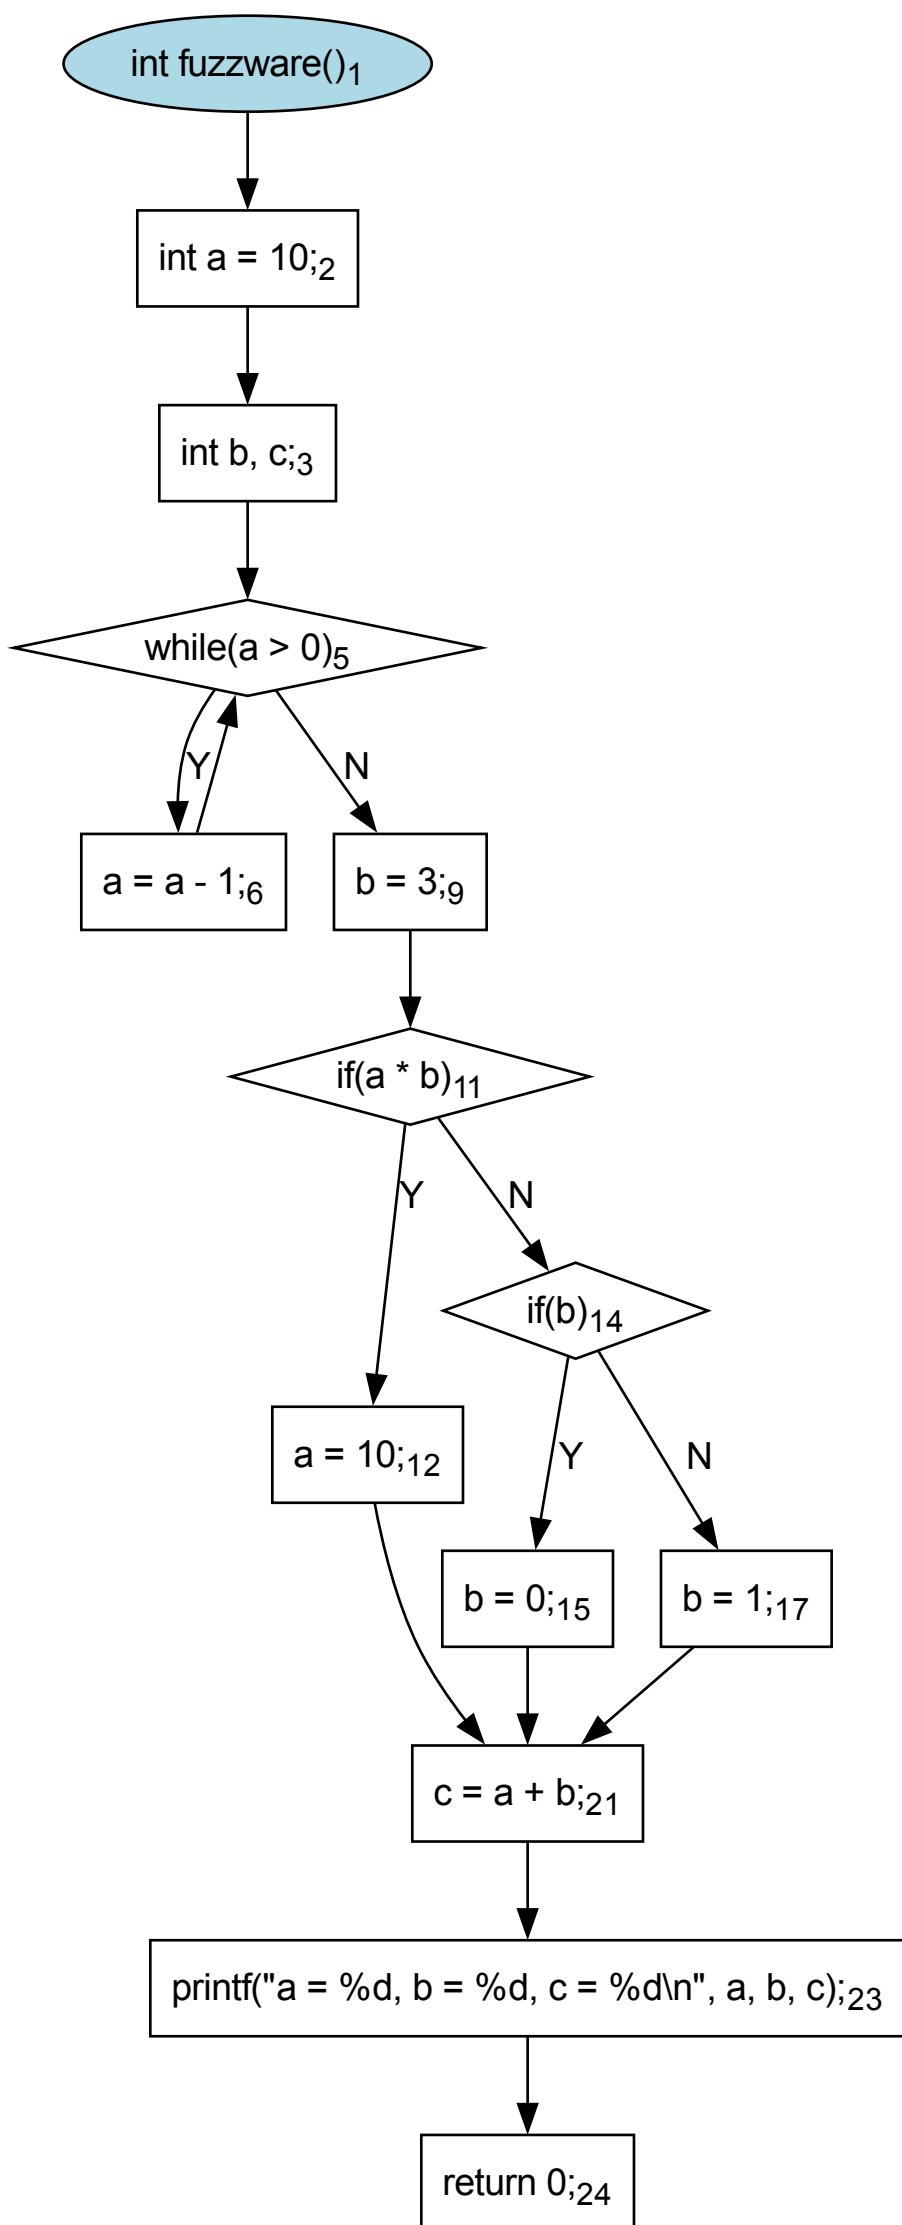 int fuzzware()1
int a = 10;2
int b, c;3
while(a > 0)5
Y
N
a = a - 1;6
b = 3;9
if(a * b)11
Y
N
if(b)14
a = 10;12
Y
N
b = 0;15
b = 1;17
c = a + b;21
printf("a = %d, b = %d, c = %d\n", a, b, c);23
return 0;24